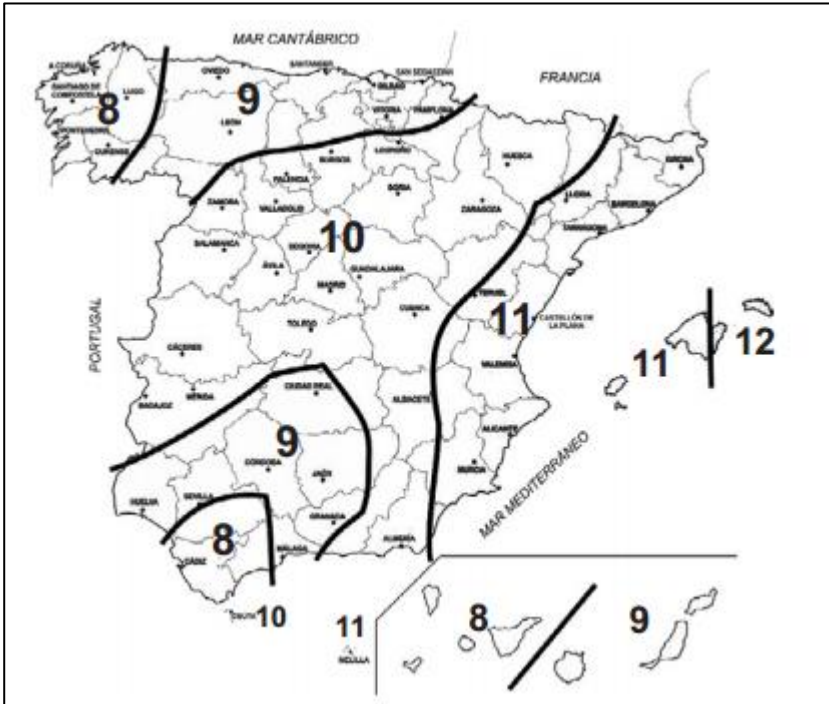 MAR CANTÁBRICO
A CORUÑA
LUGO
SANTIAGO DE
COMPOSTELA
PONTEVEDRA
OURENSE
8
OVIEDO
SANTANDER
SAN SEBASTIÁN
BILBAO
FRANCIA
9
LEÓN
VITORIA
PAMPLONA
BURGOS
LOGROÑO
HUESCA
GIRONA
PALENCIA
LLEIDA
BARCELONA
ZAMORA
VALLADOLID
SORIA
ZARAGOZA
TARRAGONA
SALAMANCA
SEGOVIA
10
ÁVILA
GUADALAJARA
MADRID
TERUEL
CUENCA
11
CASTELLÓN DE
LA PLANA
11
12
PORTUGAL
TOLEDO
CÁCERES
VALENCIA
BADAJOZ
MÉRIDA
CIUDAD REAL
ALBACETE
ALICANTE
9
CÓRDOBA
JAÉN
MURCIA
MAR MEDITERRÁNEO
HUELVA
SEVILLA
GRANADA
8
ALMERÍA
MÁLAGA
CÁDIZ
CEUTA
10
11
MELILLA
8
9